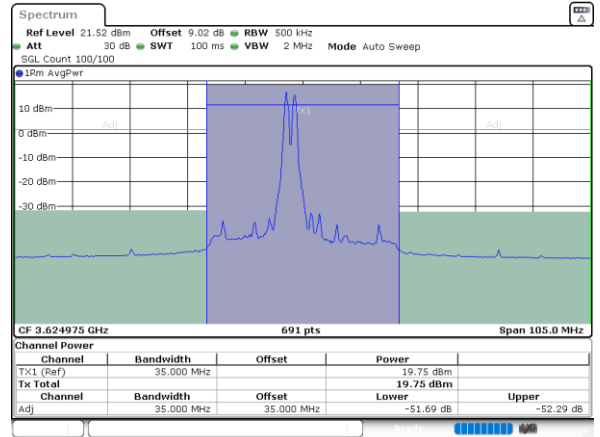 Spectrum
Ref Level 21.52 dBm Offset 9.02 dB RBW 500 kHz
Att 30 dB SWT 100 ms VBW 2 MHz Mode Auto Sweep
SGL Count 100/100
1Rm AvgPwr
10 dBm
Adj TX1 Adj
0 dBm
-10 dBm
-20 dBm
-30 dBm
CF 3.624975 GHz 691 pts Span 105.0 MHz
Channel Power
Channel Bandwidth Offset Power
TX1 (Ref) 35.000 MHz 19.75 dBm
Tx Total 19.75 dBm
Channel Bandwidth Offset Lower Upper
Adj 35.000 MHz 35.000 MHz -51.69 dB -52.29 dB